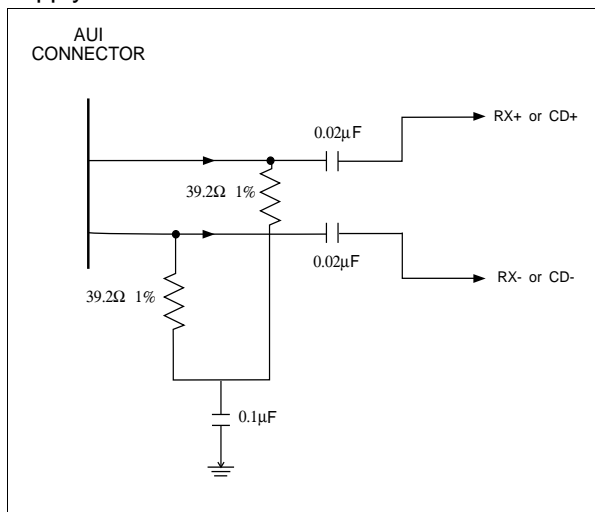 AUI
CONNECTOR
RX+ or CD+
0.02µF
39.2Ω 1%
0.02µF
RX- or CD-
39.2Ω 1%
0.1µF